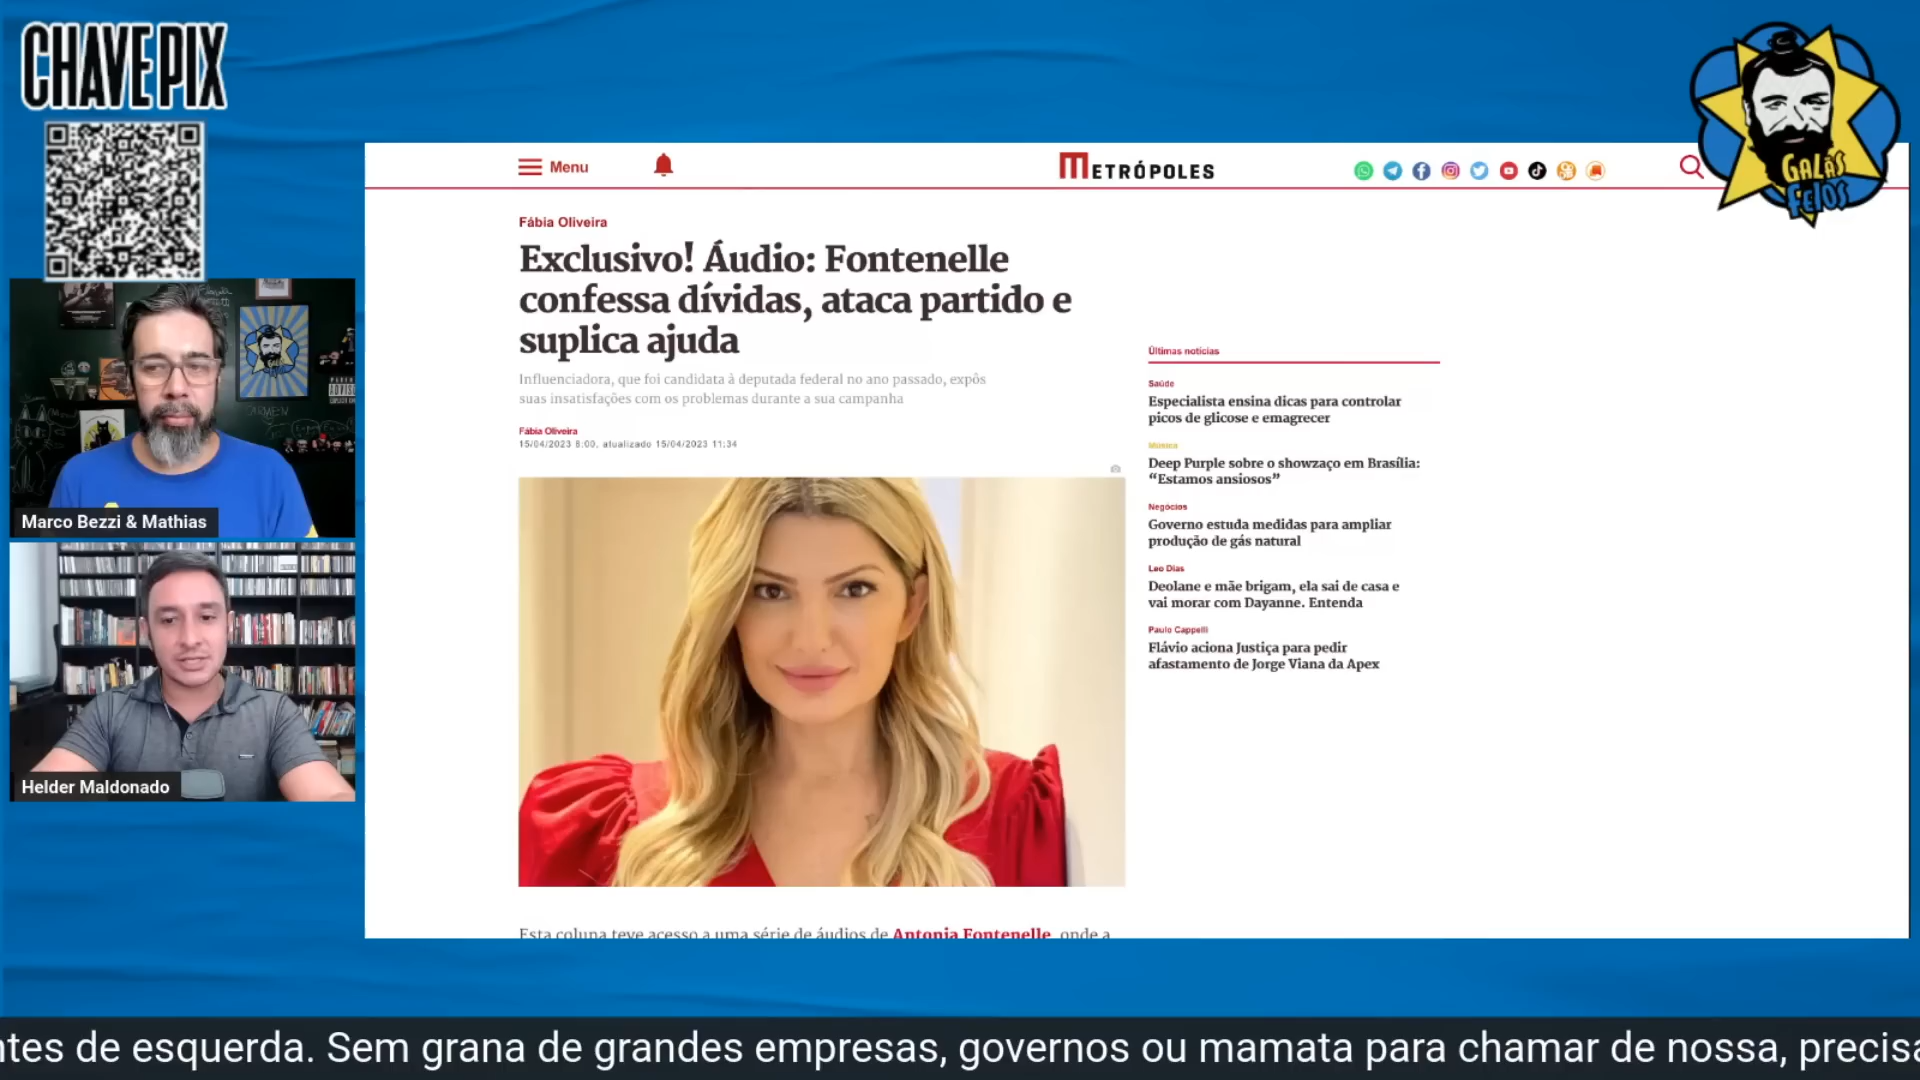 CHAVE PIX
GALÃS
FEIOS
Menu
METRÓPOLES
Fábia Oliveira
Exclusivo! Áudio: Fontenelle
confessa dívidas, ataca partido e
suplica ajuda
Influenciadora, que foi candidata à deputada federal no ano passado, expôs
suas insatisfações com os problemas durante a sua campanha
Fábia Oliveira
15/04/2023 8:00, atualizado 15/04/2023 11:34
Esta coluna teve acesso a uma série de áudios de Antonia Fontenelle, onde a
Últimas notícias
Saúde
Especialista ensina dicas para controlar
picos de glicose e emagrecer
Música
Deep Purple sobre o showzaço em Brasília:
“Estamos ansiosos”
Negócios
Governo estuda medidas para ampliar
produção de gás natural
Leo Dias
Deolane e mãe brigam, ela sai de casa e
vai morar com Dayanne. Entenda
Paulo Cappelli
Flávio aciona Justiça para pedir
afastamento de Jorge Viana da Apex
Marco Bezzi & Mathias
Helder Maldonado
ntes de esquerda. Sem grana de grandes empresas, governos ou mamata para chamar de nossa, precisa